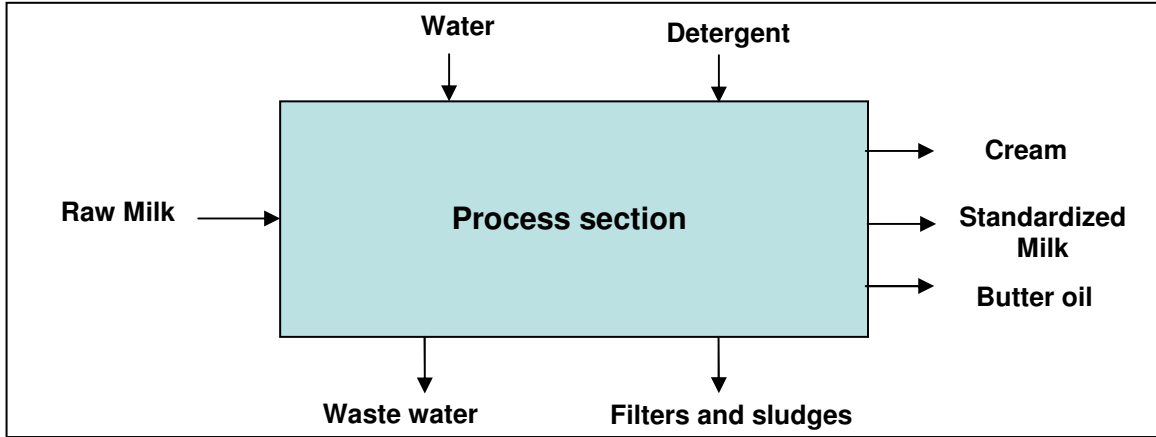 Water
Detergent
Cream
Raw Milk
Process section
Standardized
Milk
Butter oil
Waste water
Filters and sludges